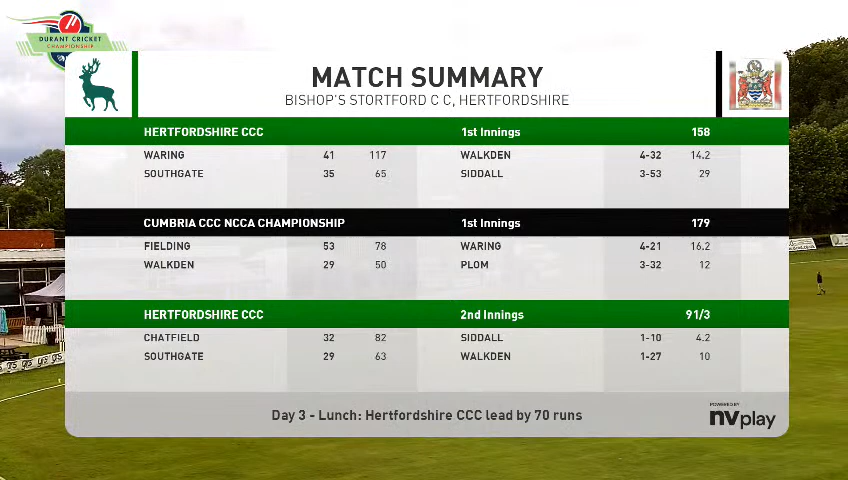 DURANT CRICKET
CHAMPIONSHIP
MATCH SUMMARY
BISHOP'S STORTFORD C C, HERTFORDSHIRE
HERTFORDSHIRE CCC 1st Innings 158
WARING 41 117 WALKDEN 4-32 14.2
SOUTHGATE 35 65 SIDDALL 3-53 29
CUMBRIA CCC NCCA CHAMPIONSHIP 1st Innings 179
FIELDING 53 78 WARING 4-21 16.2
WALKDEN 29 50 PLOM 3-32 12
HERTFORDSHIRE CCC 2nd Innings 91/3
CHATFIELD 32 82 SIDDALL 1-10 4.2
SOUTHGATE 29 63 WALKDEN 1-27 10
Day 3 - Lunch: Hertfordshire CCC lead by 70 runs
POWERED BY
nvplay